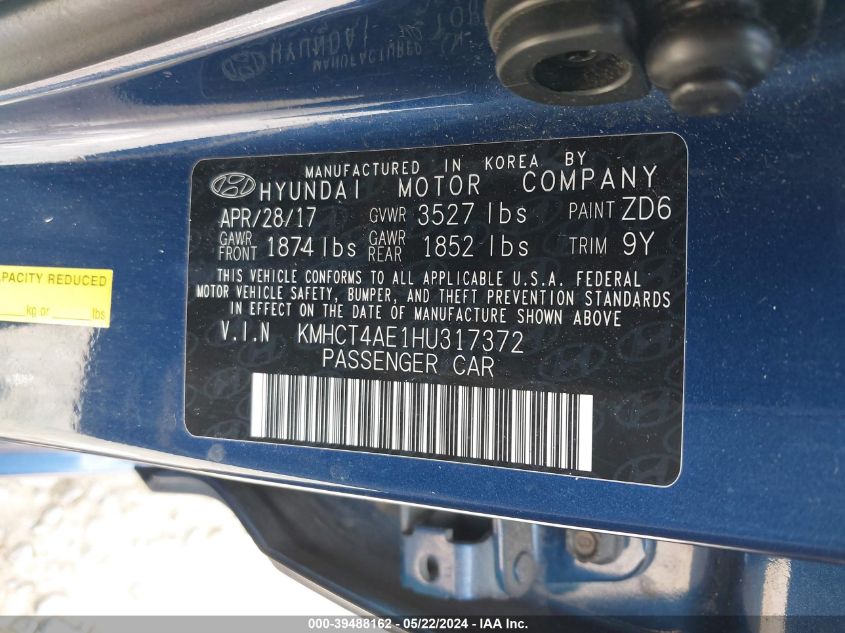 MANUFACTURED IN KOREA BY
HYUNDAI MOTOR COMPANY
APR/28/17 GVWR 3527 lbs PAINT ZD6
GAWR FRONT 1874 lbs GAWR REAR 1852 lbs TRIM 9Y
THIS VEHICLE CONFORMS TO ALL APPLICABLE U.S.A. FEDERAL
MOTOR VEHICLE SAFETY, BUMPER, AND THEFT PREVENTION STANDARDS
IN EFFECT ON THE DATE OF MANUFACTURE SHOWN ABOVE
V.I.N KMHCT4AE1HU317372
PASSENGER CAR
CAPACITY REDUCED
kg or lbs
000-39488162 - 05/22/2024 - IAA Inc.